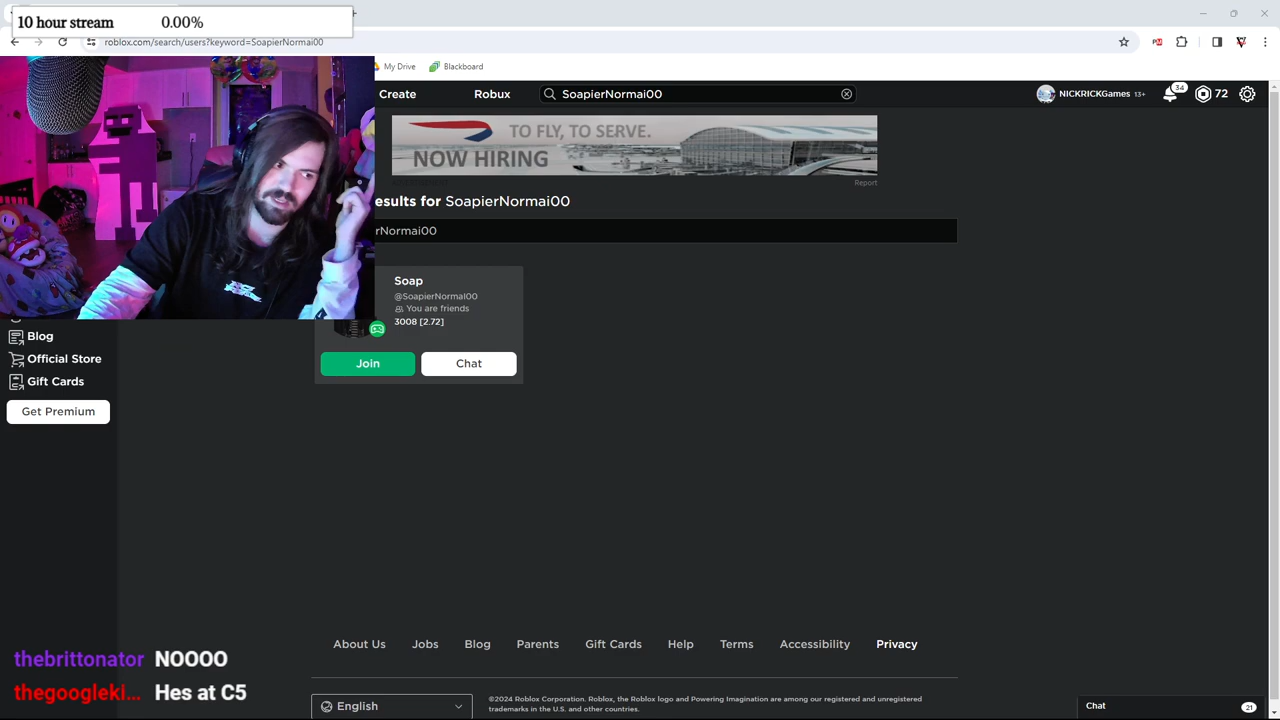 10 hour stream 0.00%
roblox.com/search/users?keyword=SoapierNormai00
My Drive Blackboard
Create Robux SoapierNormai00 NICKRICKGames 13+ 34 72
TO FLY, TO SERVE.
NOW HIRING
Report
esults for SoapierNormai00
rNormai00
Soap
@SoapierNormal00
You are friends
3008 [2.72]
Join Chat
Blog
Official Store
Gift Cards
Get Premium
About Us Jobs Blog Parents Gift Cards Help Terms Accessibility Privacy
thebrittonator NOOOO
thegoogleki... Hes at C5
English
©2024 Roblox Corporation. Roblox, the Roblox logo and Powering Imagination are among our registered and unregistered
trademarks in the U.S. and other countries.
Chat 21